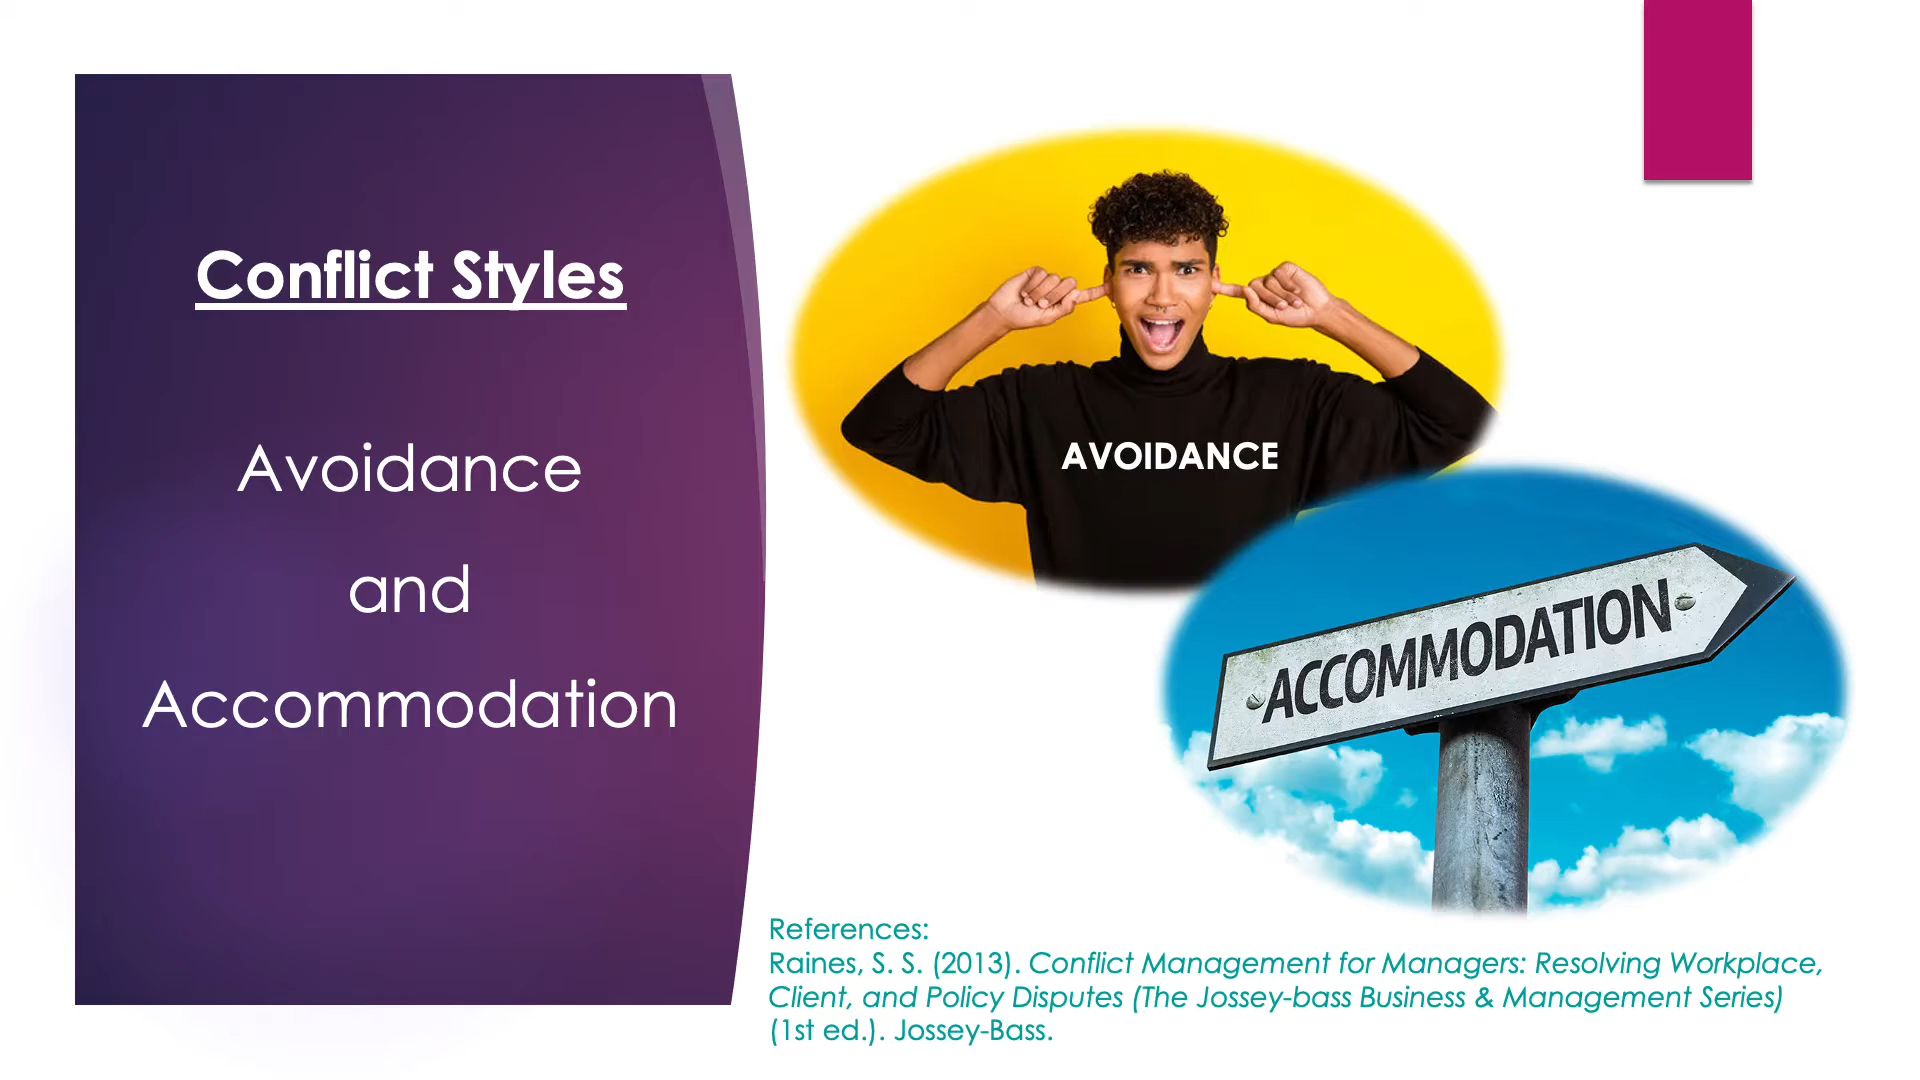 Conflict Styles
Avoidance
and
Accommodation
AVOIDANCE
ACCOMMODATION
References:
Raines, S. S. (2013). Conflict Management for Managers: Resolving Workplace,
Client, and Policy Disputes (The Jossey-bass Business & Management Series)
(1st ed.). Jossey-Bass.